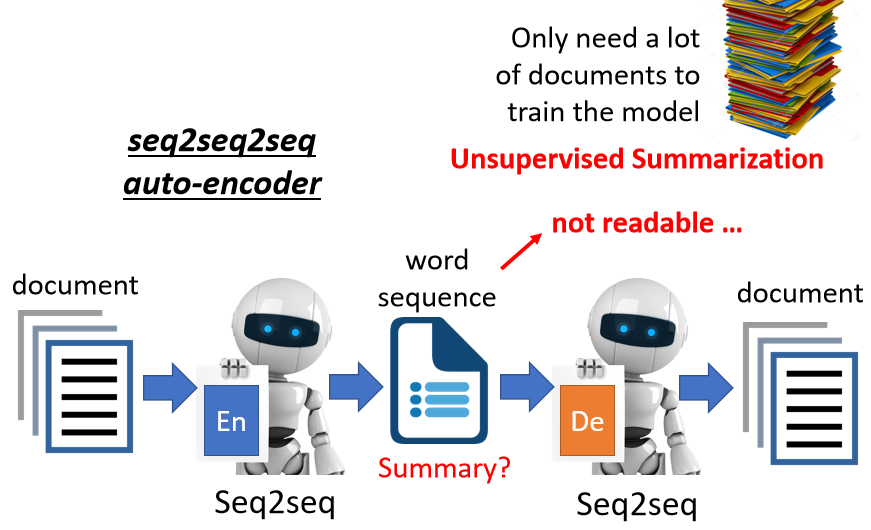 Only need a lot
of documents to
train the model
seq2seq2seq
auto-encoder
Unsupervised Summarization
not readable …
document
word
sequence
document
En
De
Summary?
Seq2seq
Seq2seq